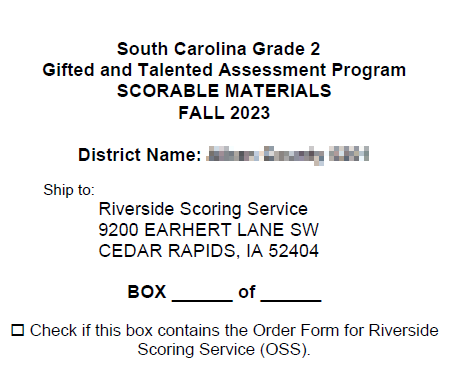 South Carolina Grade 2
Gifted and Talented Assessment Program
SCORABLE MATERIALS
FALL 2023
District Name:
Ship to:
Riverside Scoring Service
9200 EARHERT LANE SW
CEDAR RAPIDS, IA 52404
BOX ______ of ______
☐ Check if this box contains the Order Form for Riverside
Scoring Service (OSS).